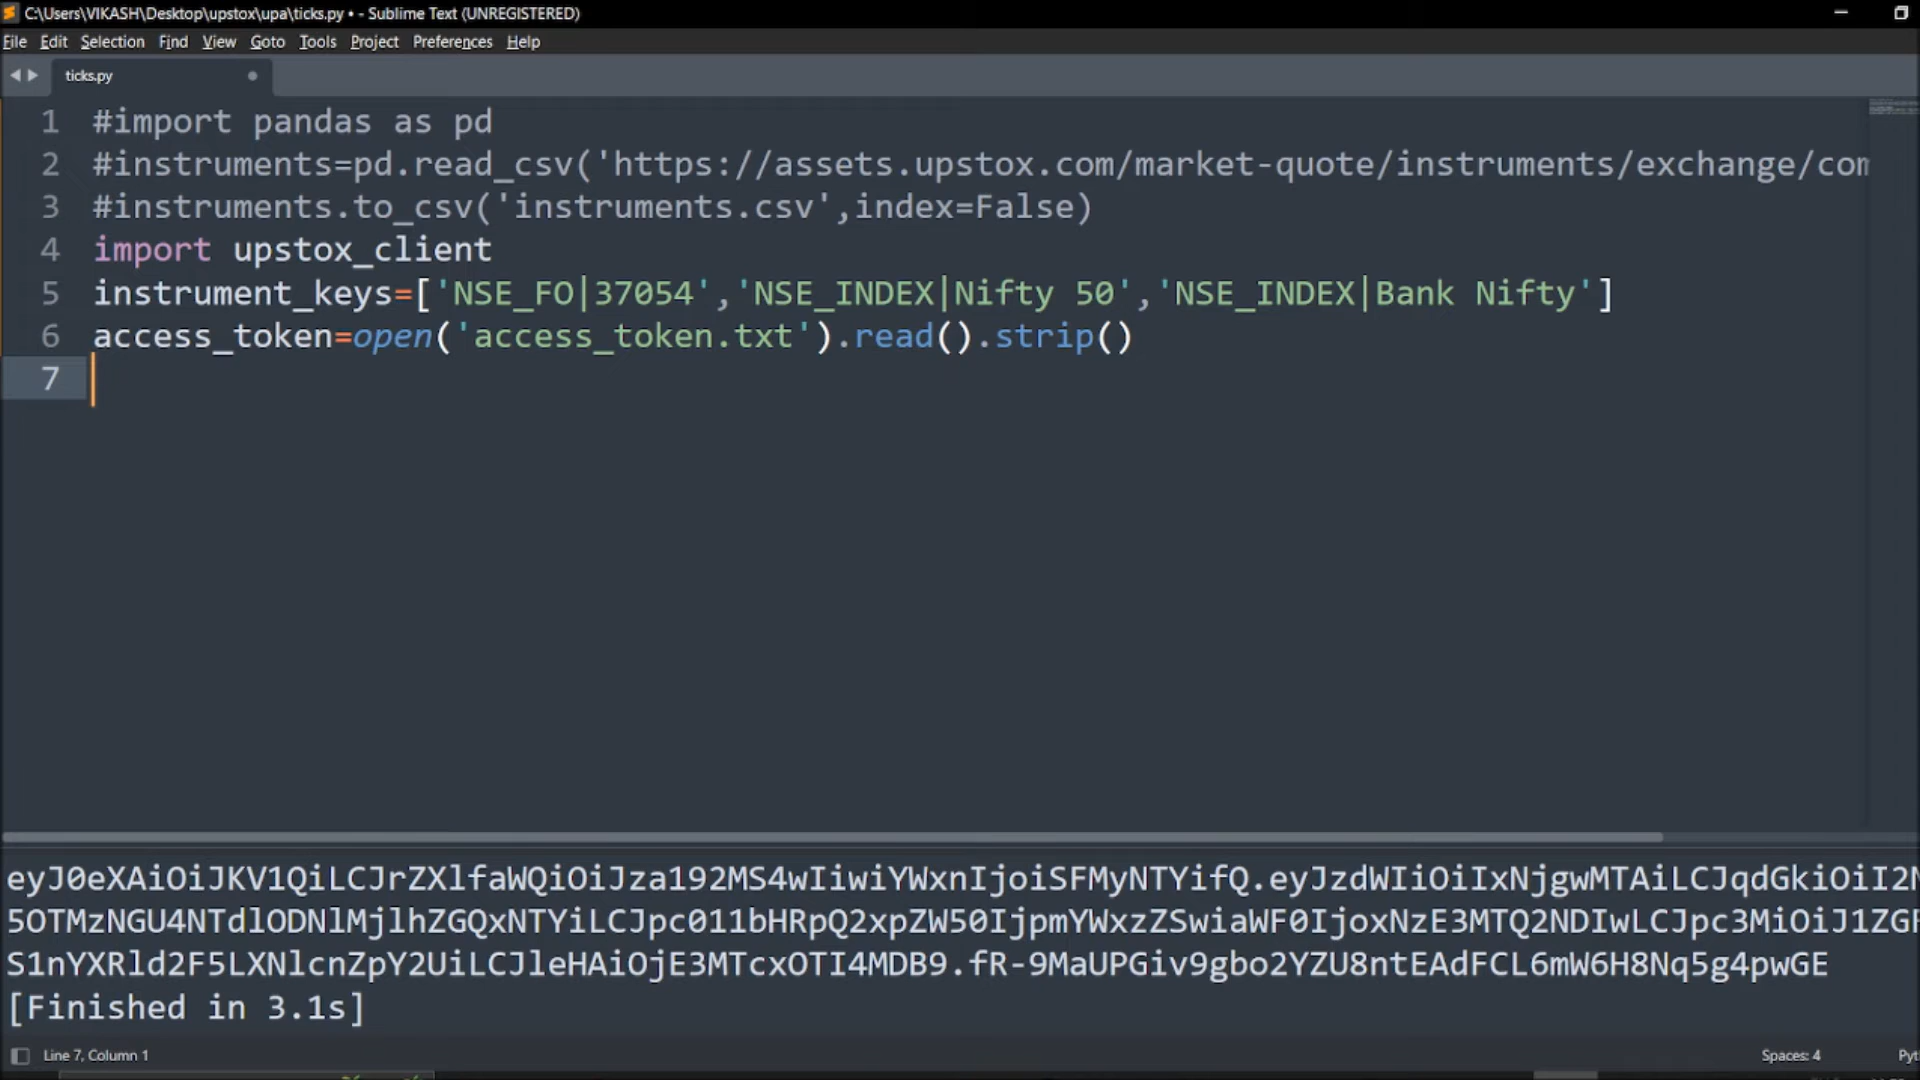 C:\Users\VIKASH\Desktop\upstox\upa\ticks.py • - Sublime Text (UNREGISTERED)
File Edit Selection Find View Goto Tools Project Preferences Help
ticks.py
1 #import pandas as pd
2 #instruments=pd.read_csv('https://assets.upstox.com/market-quote/instruments/exchange/com
3 #instruments.to_csv('instruments.csv',index=False)
4 import upstox_client
5 instrument_keys=['NSE_FO|37054','NSE_INDEX|Nifty 50','NSE_INDEX|Bank Nifty']
6 access_token=open('access_token.txt').read().strip()
7
eyJ0eXAiOiJKV1QiLCJrZXlfaWQiOiJza192MS4wIiwiYWxnIjoiSFMyNTYifQ.eyJzdWIiOiIxNjgwMTAiLCJqdGkiOiI2N
5OTMzNGU4NTdlODNlMjlhZGQxNTYiLCJpc011bHRpQ2xpZW50IjpmYWxzZSwiaWF0IjoxNzE3MTQ2NDIwLCJpc3MiOiJ1ZGF
S1nYXRld2F5LXNlcnZpY2UiLCJleHAiOjE3MTcxOTI4MDB9.fR-9MaUPGiv9gbo2YZU8ntEAdFCL6mW6H8Nq5g4pwGE
[Finished in 3.1s]
Line 7, Column 1
Spaces: 4
Pyt